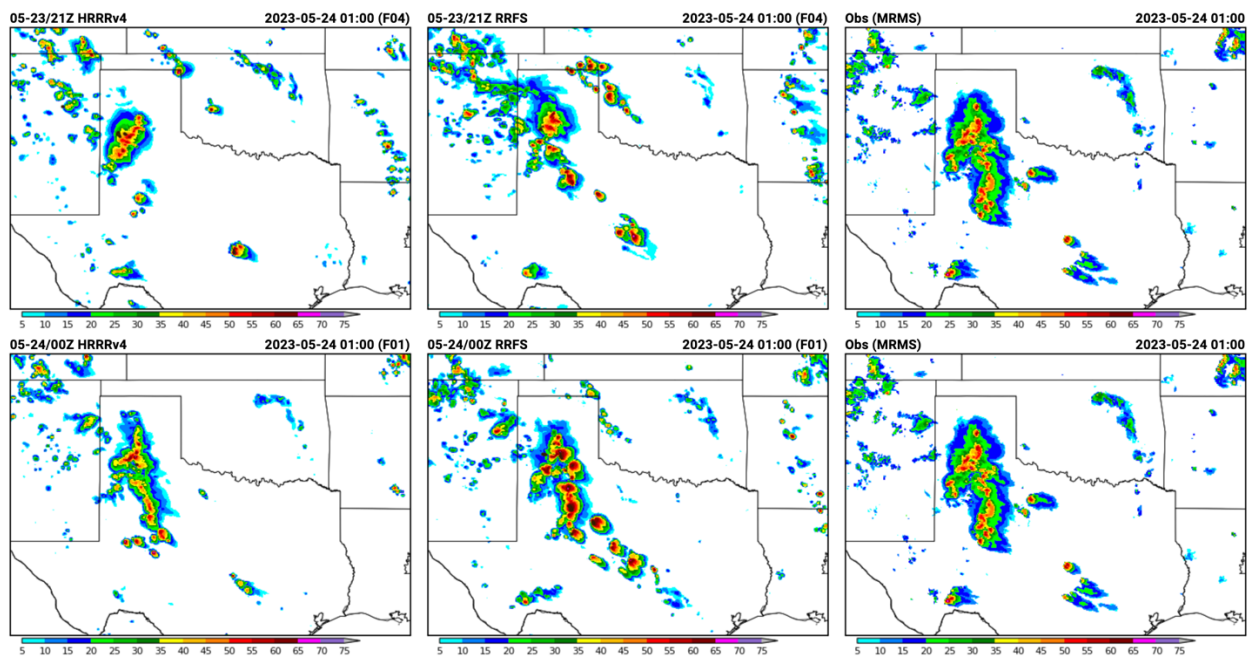 05-23/21Z HRRRv4 2023-05-24 01:00 (F04)
05-23/21Z RRFS 2023-05-24 01:00 (F04)
Obs (MRMS) 2023-05-24 01:00
5 10 15 20 25 30 35 40 45 50 55 60 65 70 75
5 10 15 20 25 30 35 40 45 50 55 60 65 70 75
5 10 15 20 25 30 35 40 45 50 55 60 65 70 75
05-24/00Z HRRRv4 2023-05-24 01:00 (F01)
05-24/00Z RRFS 2023-05-24 01:00 (F01)
Obs (MRMS) 2023-05-24 01:00
5 10 15 20 25 30 35 40 45 50 55 60 65 70 75
5 10 15 20 25 30 35 40 45 50 55 60 65 70 75
5 10 15 20 25 30 35 40 45 50 55 60 65 70 75